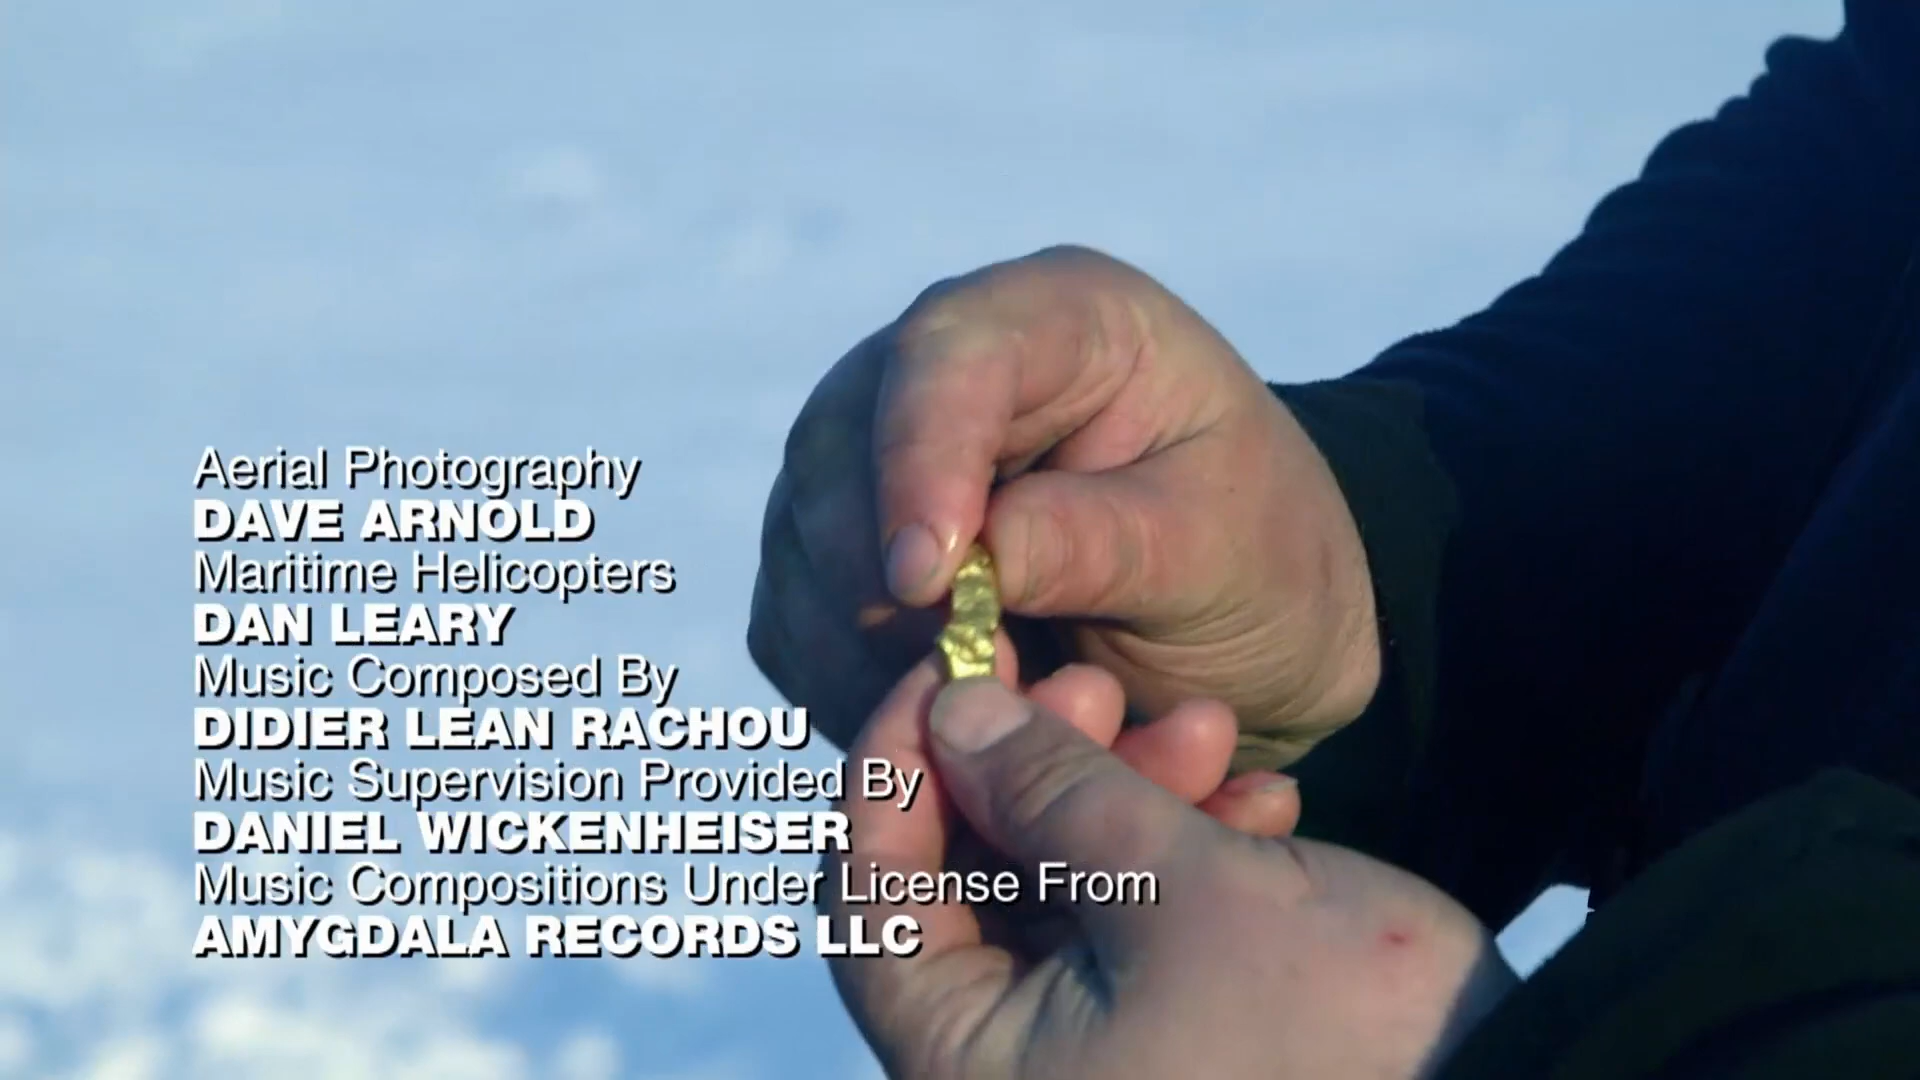 Aerial Photography
DAVE ARNOLD
Maritime Helicopters
DAN LEARY
Music Composed By
DIDIER LEAN RACHOU
Music Supervision Provided By
DANIEL WICKENHEISER
Music Compositions Under License From
AMYGDALA RECORDS LLC